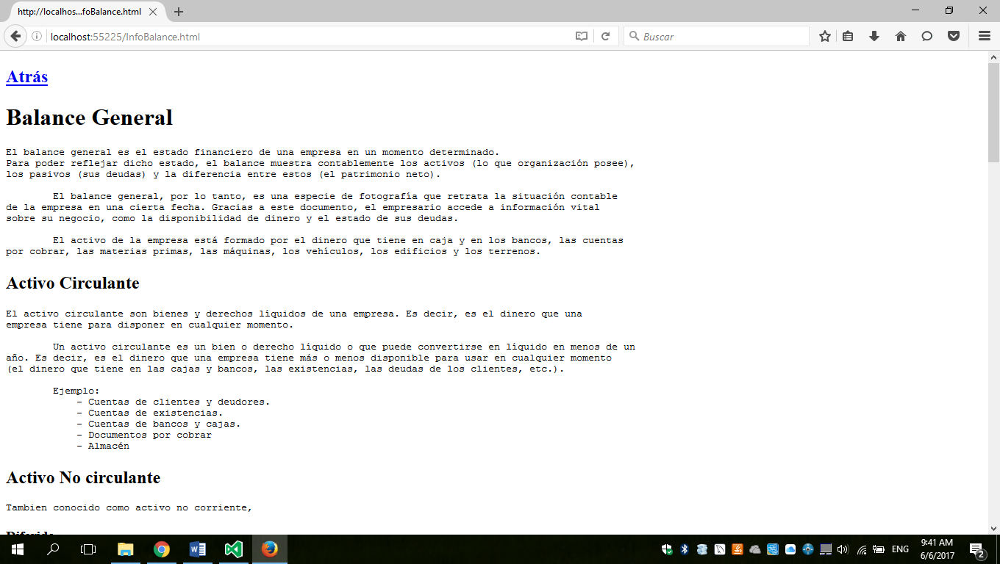 http://localhos...foBalance.html
localhost:55225/InfoBalance.html
Buscar
Atrás
Balance General
El balance general es el estado financiero de una empresa en un momento determinado.
Para poder reflejar dicho estado, el balance muestra contablemente los activos (lo que organización posee),
los pasivos (sus deudas) y la diferencia entre estos (el patrimonio neto).
El balance general, por lo tanto, es una especie de fotografía que retrata la situación contable
de la empresa en una cierta fecha. Gracias a este documento, el empresario accede a información vital
sobre su negocio, como la disponibilidad de dinero y el estado de sus deudas.
El activo de la empresa está formado por el dinero que tiene en caja y en los bancos, las cuentas
por cobrar, las materias primas, las máquinas, los vehículos, los edificios y los terrenos.
Activo Circulante
El activo circulante son bienes y derechos líquidos de una empresa. Es decir, es el dinero que una
empresa tiene para disponer en cualquier momento.
Un activo circulante es un bien o derecho líquido o que puede convertirse en líquido en menos de un
año. Es decir, es el dinero que una empresa tiene más o menos disponible para usar en cualquier momento
(el dinero que tiene en las cajas y bancos, las existencias, las deudas de los clientes, etc.).
Ejemplo:
- Cuentas de clientes y deudores.
- Cuentas de existencias.
- Cuentas de bancos y cajas.
- Documentos por cobrar
- Almacén
Activo No circulante
Tambien conocido como activo no corriente,
Diferido
ENG
9:41 AM
6/6/2017
2